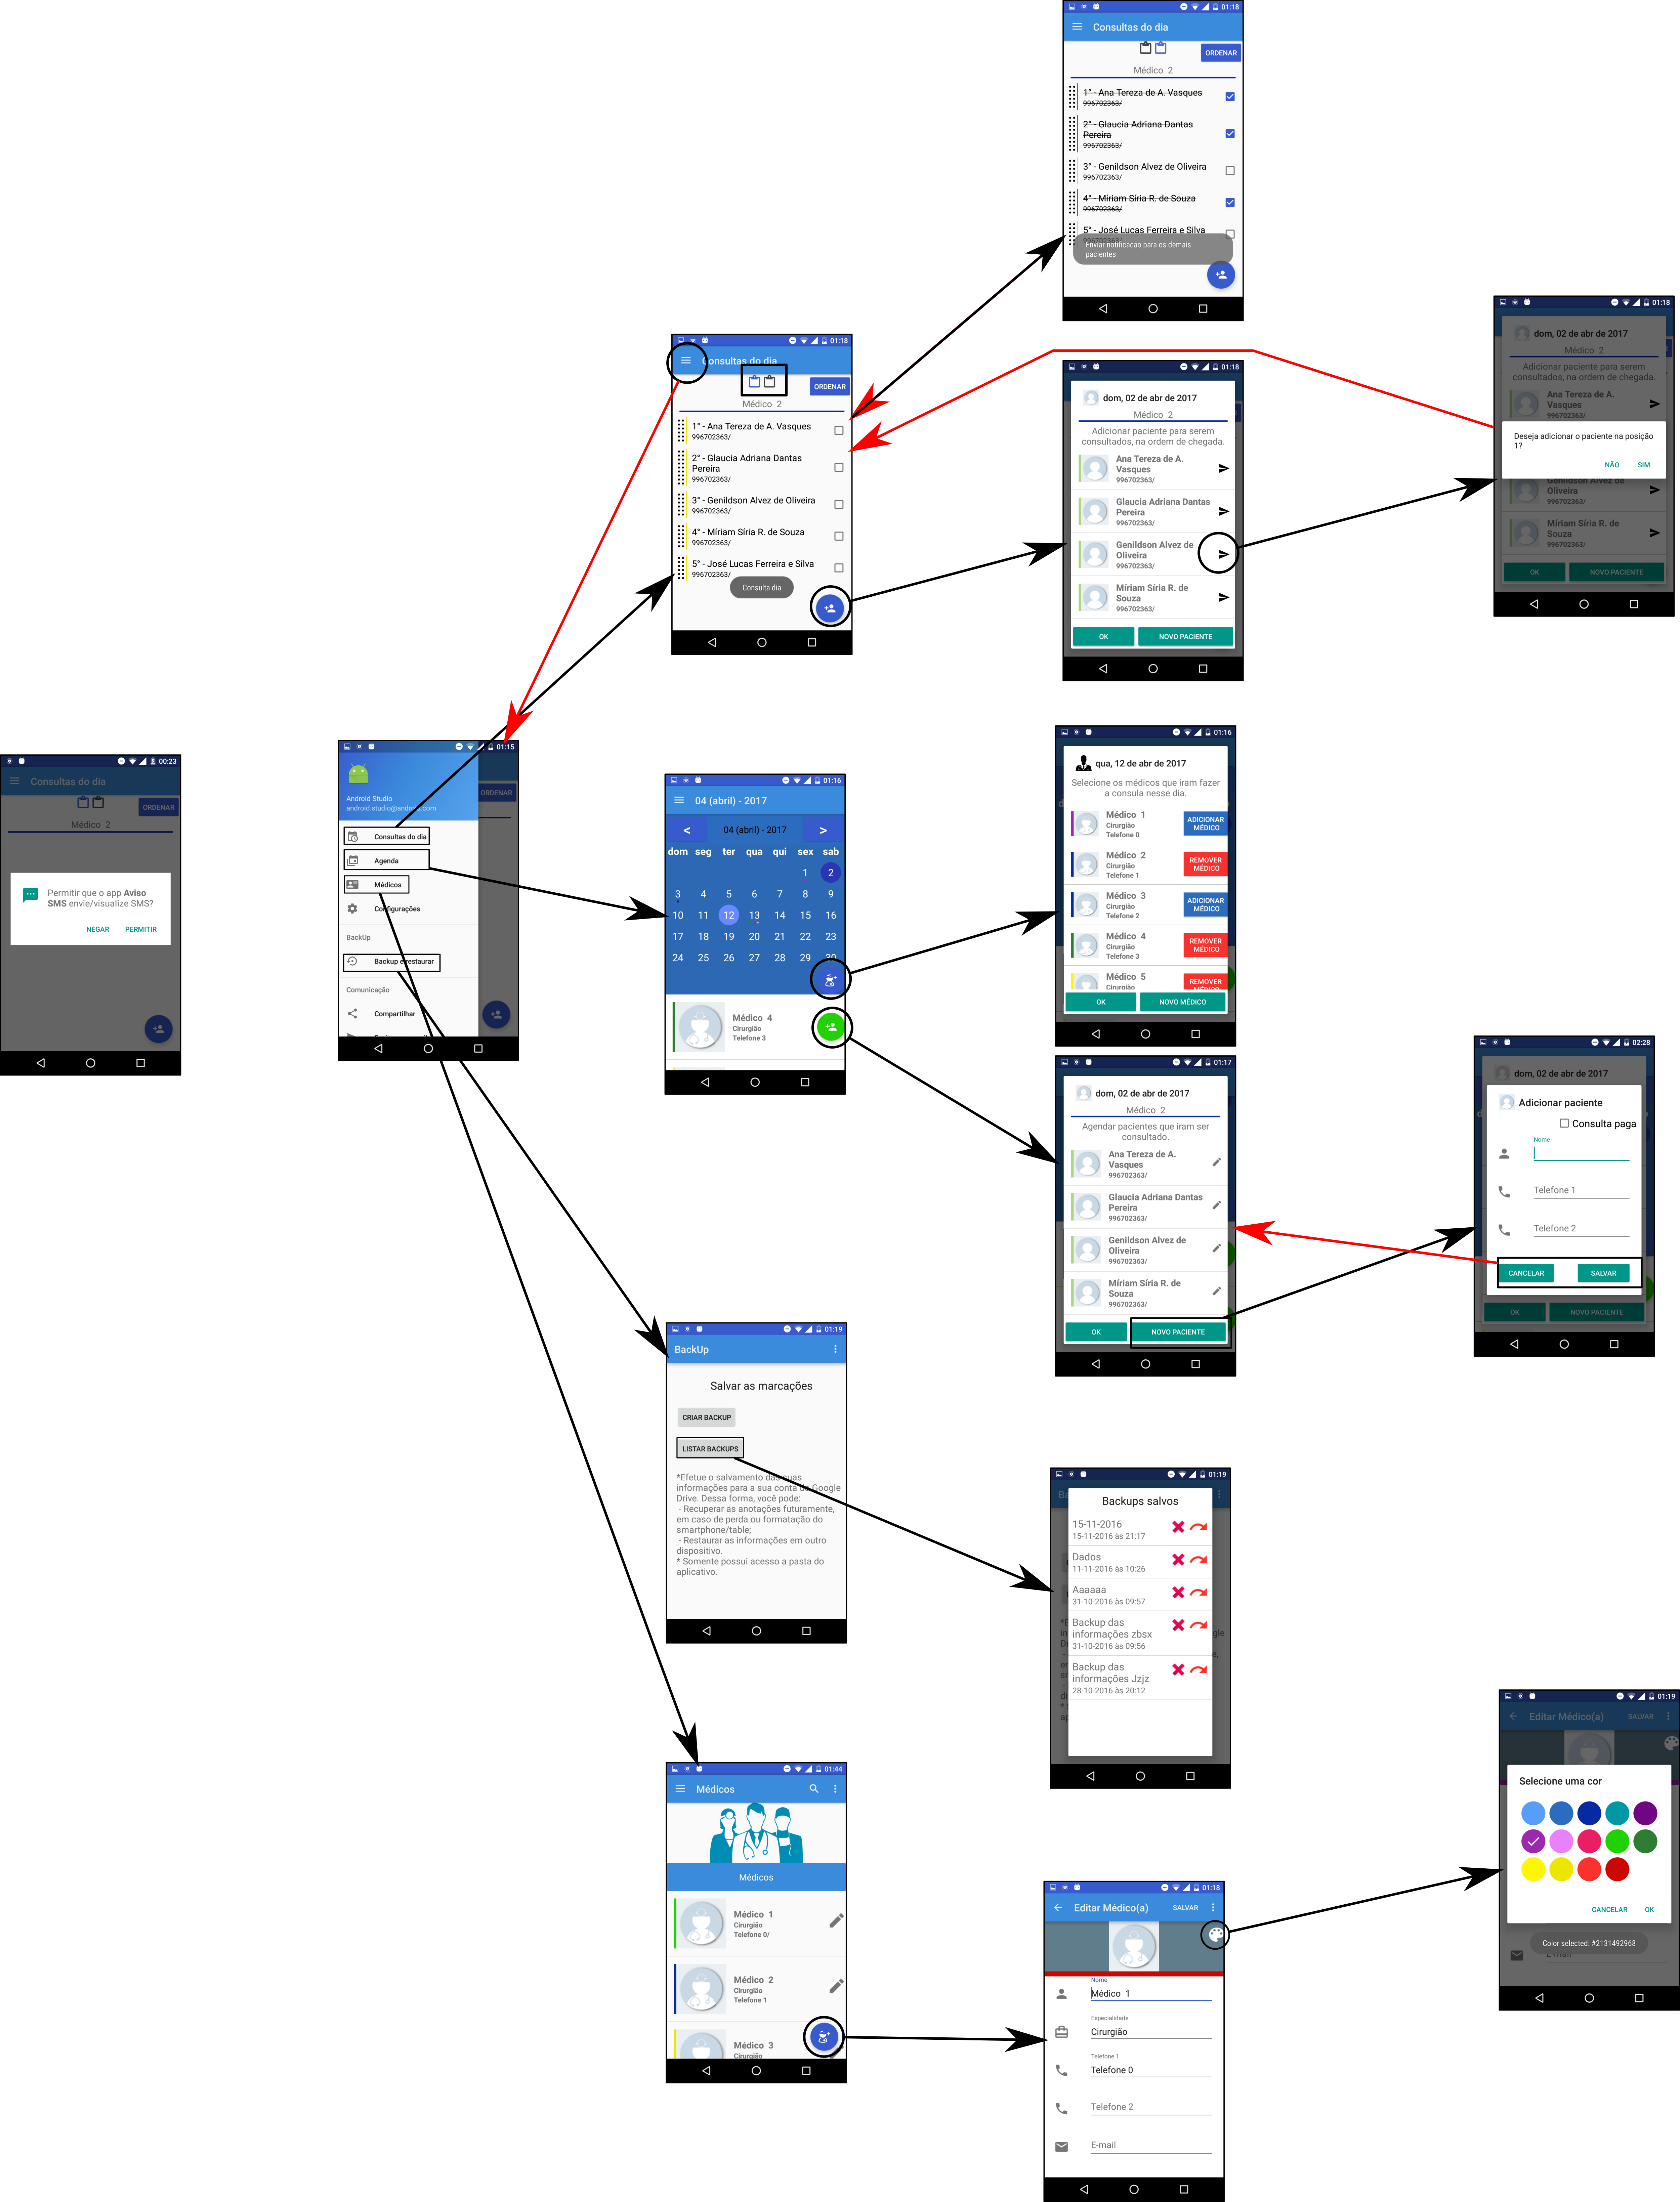 01:18
Consultas do dia
ORDENAR
Médico 2
1° - Ana Tereza de A. Vasques
996702363/
2° - Glaucia Adriana Dantas
Pereira
996702363/
3° - Genildson Alvez de Oliveira
996702363/
4° - Míriam Síria R. de Souza
996702363/
5° - José Lucas Ferreira e Silva
Enviar notificacao para os demais
pacientes
01:18
dom, 02 de abr de 2017
Médico 2
Adicionar paciente para serem
consultados, na ordem de chegada.
Ana Tereza de A.
Vasques
996702363/
Deseja adicionar o paciente na posição
1?
NÃO SIM
Genildson Alvez de
Oliveira
996702363/
Míriam Síria R. de
Souza
996702363/
OK NOVO PACIENTE
01:18
Consultas do dia
ORDENAR
Médico 2
1° - Ana Tereza de A. Vasques
996702363/
2° - Glaucia Adriana Dantas
Pereira
996702363/
3° - Genildson Alvez de Oliveira
996702363/
4° - Míriam Síria R. de Souza
996702363/
5° - José Lucas Ferreira e Silva
996702363/
Consulta dia
01:18
dom, 02 de abr de 2017
Médico 2
Adicionar paciente para serem
consultados, na ordem de chegada.
Ana Tereza de A.
Vasques
996702363/
Glaucia Adriana Dantas
Pereira
996702363/
Genildson Alvez de
Oliveira
996702363/
Míriam Síria R. de
Souza
996702363/
OK NOVO PACIENTE
00:23
Consultas do dia
ORDENAR
Médico 2
Permitir que o app Aviso
SMS envie/visualize SMS?
NEGAR PERMITIR
01:15
ORDENAR
Android Studio
android.studio@android.com
Consultas do dia
Agenda
Médicos
Configurações
BackUp
Backup e restaurar
Comunicação
Compartilhar
01:16
04 (abril) - 2017
< 04 (abril) - 2017 >
dom seg ter qua qui sex sab
1 2
3 4 5 6 7 8 9
10 11 12 13 14 15 16
17 18 19 20 21 22 23
24 25 26 27 28 29 30
Médico 4
Cirurgião
Telefone 3
01:16
qua, 12 de abr de 2017
Selecione os médicos que iram fazer
a consula nesse dia.
Médico 1
Cirurgião
Telefone 0
ADICIONAR
MÉDICO
Médico 2
Cirurgião
Telefone 1
REMOVER
MÉDICO
Médico 3
Cirurgião
Telefone 2
ADICIONAR
MÉDICO
Médico 4
Cirurgião
Telefone 3
REMOVER
MÉDICO
Médico 5
Cirurgião
REMOVER
MÉDICO
OK NOVO MÉDICO
01:17
dom, 02 de abr de 2017
Médico 2
Agendar pacientes que iram ser
consultado.
Ana Tereza de A.
Vasques
996702363/
Glaucia Adriana Dantas
Pereira
996702363/
Genildson Alvez de
Oliveira
996702363/
Míriam Síria R. de
Souza
996702363/
OK NOVO PACIENTE
02:28
dom, 02 de abr de 2017
Adicionar paciente
Consulta paga
Nome
Telefone 1
Telefone 2
CANCELAR SALVAR
OK NOVO PACIENTE
01:19
BackUp
Salvar as marcações
CRIAR BACKUP
LISTAR BACKUPS
*Efetue o salvamento das suas
informações para a sua conta do Google
Drive. Dessa forma, você pode:
- Recuperar as anotações futuramente,
em caso de perda ou formatação do
smartphone/table;
- Restaurar as informações em outro
dispositivo.
* Somente possui acesso a pasta do
aplicativo.
01:19
Backups salvos
15-11-2016
15-11-2016 às 21:17
Dados
11-11-2016 às 10:26
Aaaaaa
31-10-2016 às 09:57
Backup das
informações zbsx
31-10-2016 às 09:56
Backup das
informações Jzjz
28-10-2016 às 20:12
01:44
Médicos
Médicos
Médico 1
Cirurgião
Telefone 0/
Médico 2
Cirurgião
Telefone 1
Médico 3
Cirurgião
01:18
Editar Médico(a) SALVAR
Nome
Médico 1
Especialidade
Cirurgião
Telefone 1
Telefone 0
Telefone 2
E-mail
01:19
Editar Médico(a) SALVAR
Selecione uma cor
CANCELAR OK
Color selected: #2131492968
E-mail